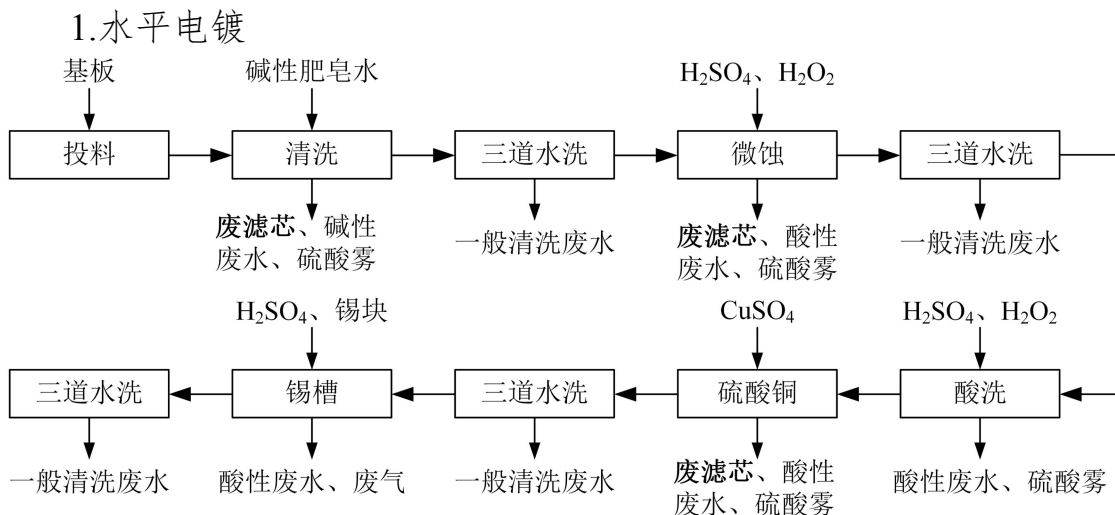 1.水平电镀
基板
碱性肥皂水
H₂SO₄、H₂O₂
投料
清洗
三道水洗
微蚀
三道水洗
废滤芯、碱性
废水、硫酸雾
一般清洗废水
废滤芯、酸性
废水、硫酸雾
一般清洗废水
H₂SO₄、锡块
CuSO₄
H₂SO₄、H₂O₂
三道水洗
锡槽
三道水洗
硫酸铜
酸洗
一般清洗废水
酸性废水、废气
一般清洗废水
废滤芯、酸性
废水、硫酸雾
酸性废水、硫酸雾